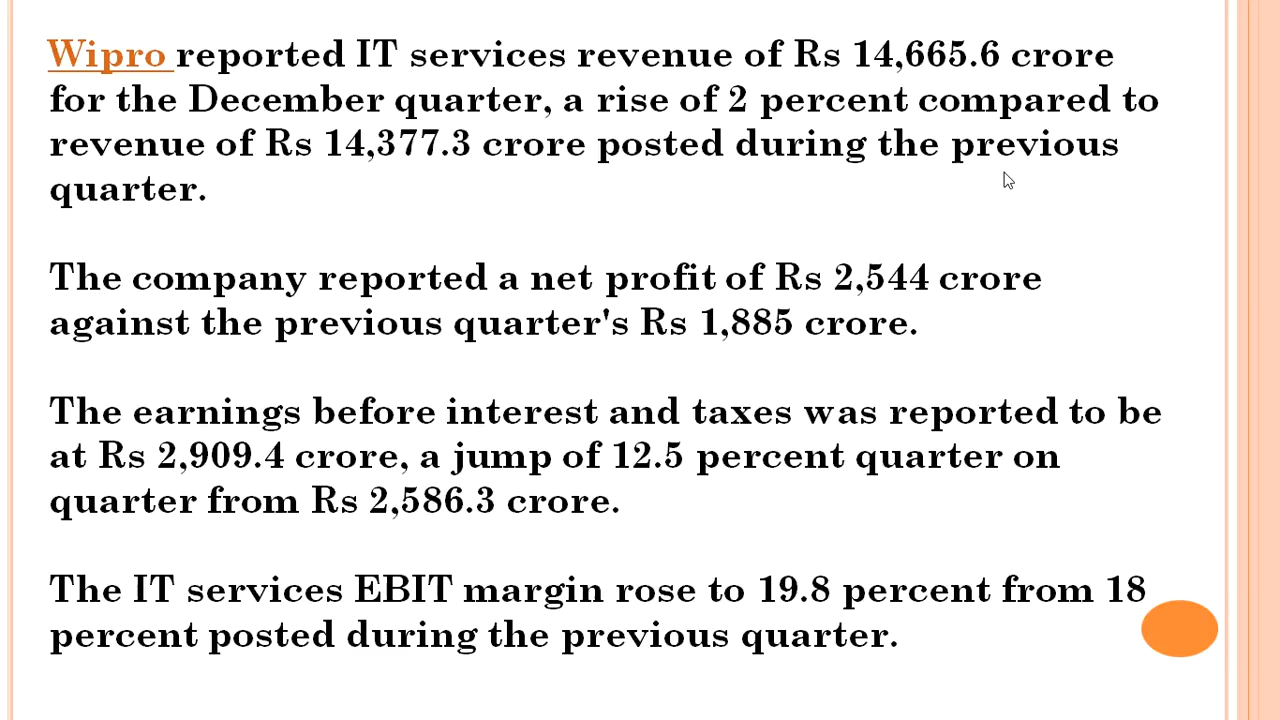 Wipro reported IT services revenue of Rs 14,665.6 crore
for the December quarter, a rise of 2 percent compared to
revenue of Rs 14,377.3 crore posted during the previous
quarter.
The company reported a net profit of Rs 2,544 crore
against the previous quarter's Rs 1,885 crore.
The earnings before interest and taxes was reported to be
at Rs 2,909.4 crore, a jump of 12.5 percent quarter on
quarter from Rs 2,586.3 crore.
The IT services EBIT margin rose to 19.8 percent from 18
percent posted during the previous quarter.